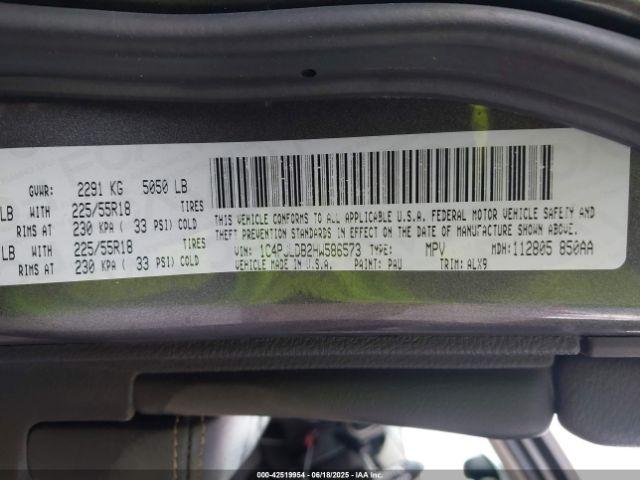 GVWR: 2291 KG 5050 LB
LB WITH 225/55R18 TIRES
RIMS AT 230 KPA ( 33 PSI) COLD
LB WITH 225/55R18 TIRES
RIMS AT 230 KPA ( 33 PSI) COLD
THIS VEHICLE CONFORMS TO ALL APPLICABLE U.S.A. FEDERAL MOTOR VEHICLE SAFETY AND
THEFT PREVENTION STANDARDS IN EFFECT ON THE DATE OF MANUFACTURE SHOWN ABOVE.
VIN: 1C4PJLDB2HW586573 TYPE: MPV MDH: 112805 850AA
VEHICLE MADE IN U.S.A. PAINT: PAU TRIM: ALX9
000-42519954 - 06/18/2025 - IAAI.COM